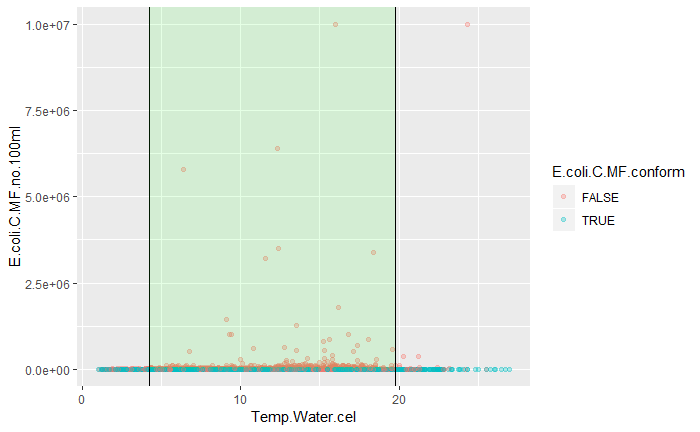 1.0e+07
7.5e+06
5.0e+06
2.5e+06
0.0e+00
E.coli.C.MF.no.100ml
0
10
20
Temp.Water.cel
E.coli.C.MF.conform
FALSE
TRUE